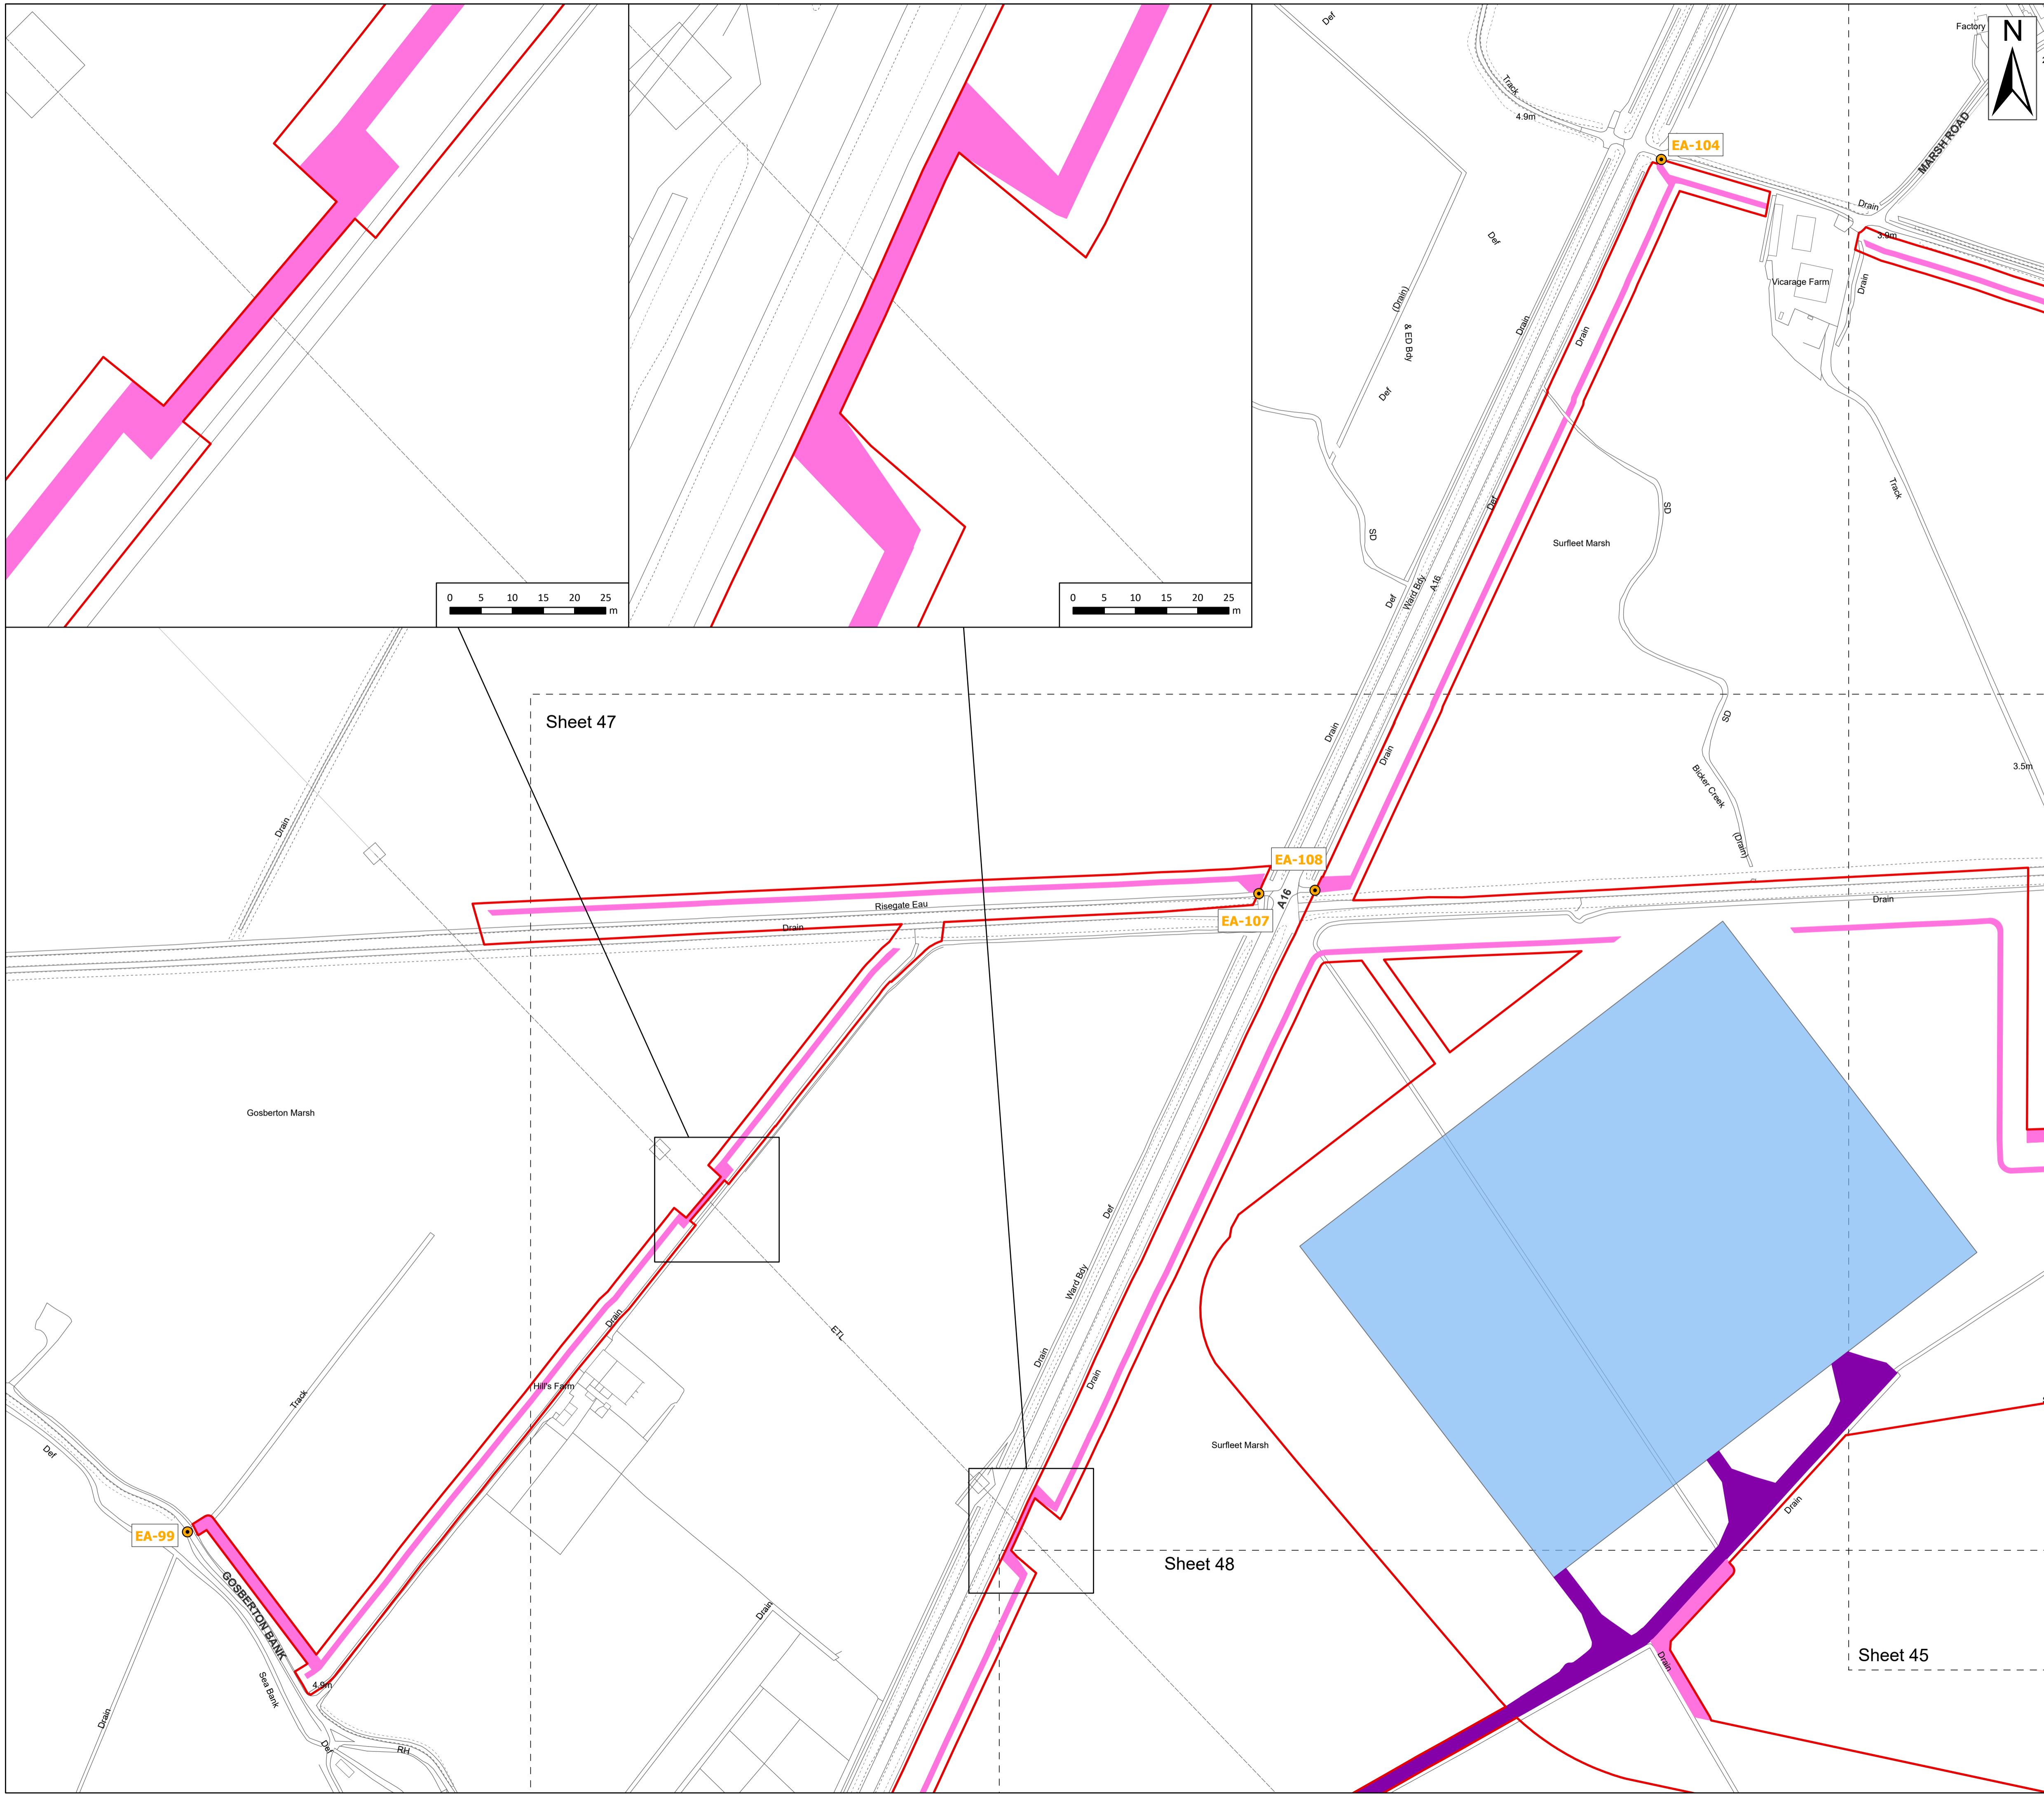 Def
Factory
N
Track
4.9m
EA-104
MARSH ROAD
Drain
3.9m
Def
Vicarage Farm
Drain
(Drain)
& ED Bdy
Drain
Drain
Def
Track
Def
SD
SD
Surfleet Marsh
A16
Ward Bdy
Def
0 5 10 15 20 25
m
0 5 10 15 20 25
m
Sheet 47
SD
Drain
Drain
3.5m
Bicker Creek
(Drain)
Drain
EA-108
A16
Risegate Eau
EA-107
Drain
Drain
Gosberton Marsh
Def
Ward Bdy
Drain
ETL
Drain
Drain
Hill's Farm
Track
Surfleet Marsh
Def
Drain
EA-99
Sheet 48
GOSBERTON BANK
Drain
Sheet 45
Drain
4.9m
Sea Bank
Drain
Def
RH